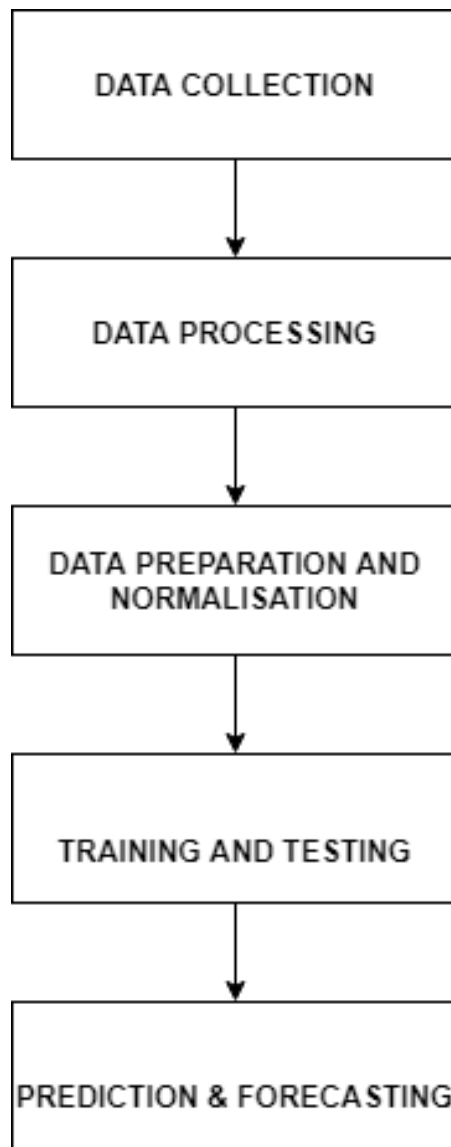 DATA COLLECTION
DATA PROCESSING
DATA PREPARATION AND
NORMALISATION
TRAINING AND TESTING
PREDICTION & FORECASTING